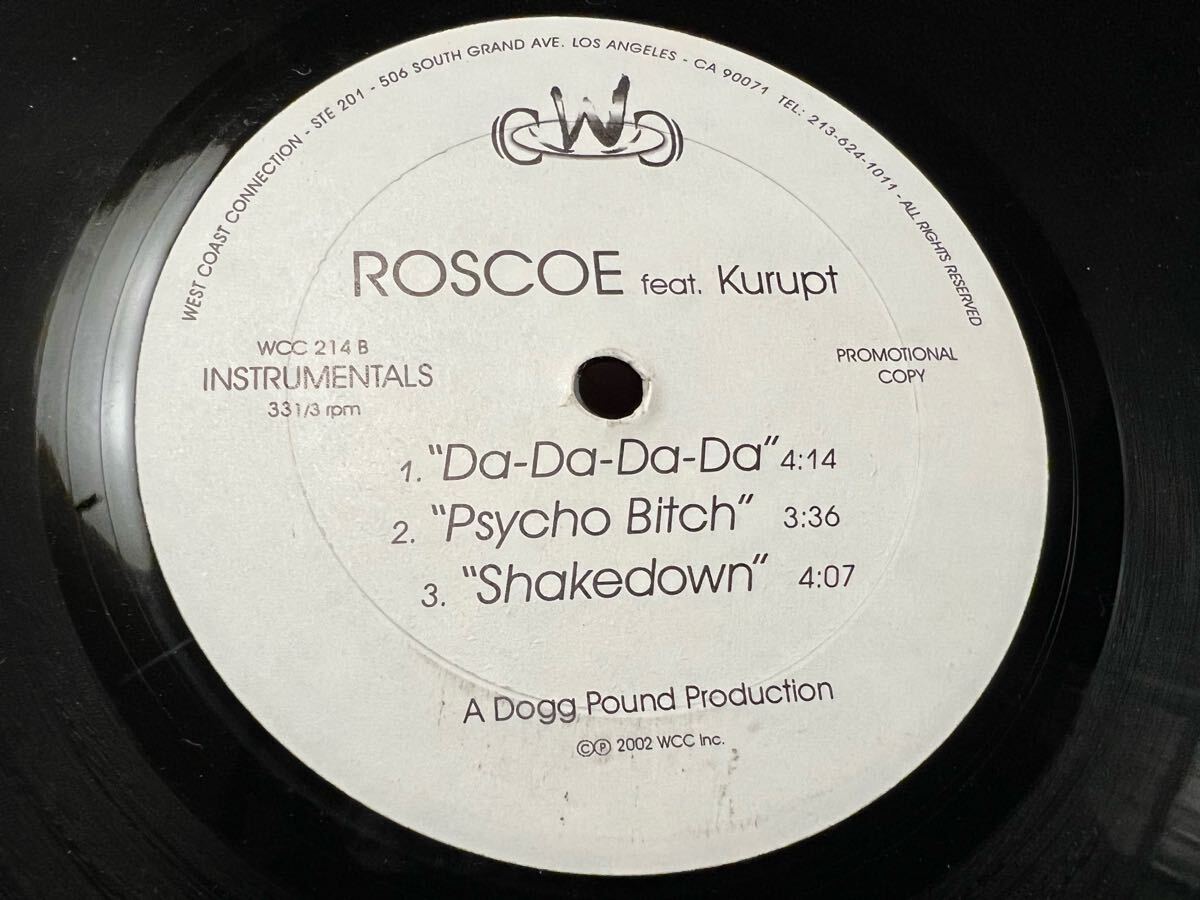 WEST COAST CONNECTION - STE 201 - 506 SOUTH GRAND AVE. LOS ANGELES - CA 90071 TEL: 213-624-1011 - ALL RIGHTS RESERVED
CWC
ROSCOE feat. Kurupt
WCC 214 B
INSTRUMENTALS
33 1/3 rpm
PROMOTIONAL
COPY
1. "Da-Da-Da-Da" 4:14
2. "Psycho Bitch" 3:36
3. "Shakedown" 4:07
A Dogg Pound Production
©℗ 2002 WCC Inc.